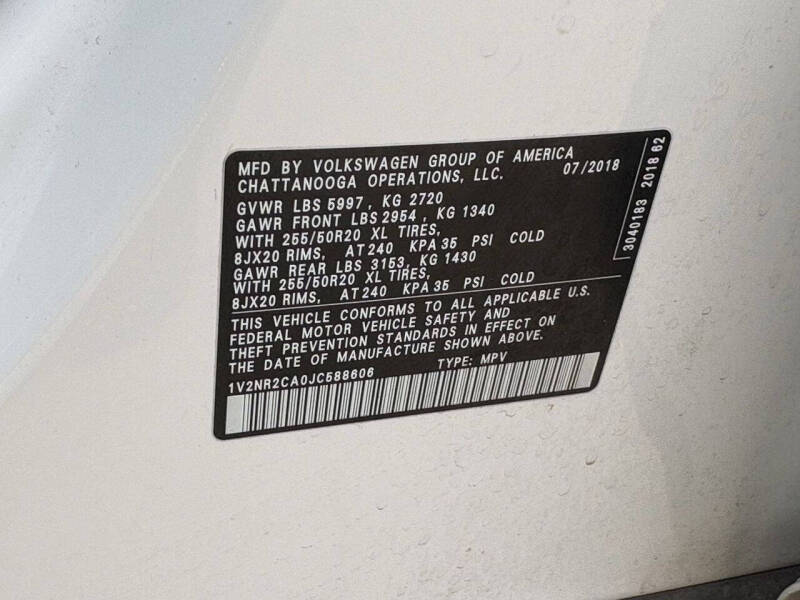 MFD BY VOLKSWAGEN GROUP OF AMERICA
CHATTANOOGA OPERATIONS, LLC. 07/2018
GVWR LBS 5997 , KG 2720
GAWR FRONT LBS 2954 , KG 1340
WITH 255/50R20 XL TIRES,
8JX20 RIMS, AT 240 KPA 35 PSI COLD
GAWR REAR LBS 3153, KG 1430
WITH 255/50R20 XL TIRES,
8JX20 RIMS, AT 240 KPA 35 PSI COLD
THIS VEHICLE CONFORMS TO ALL APPLICABLE U.S.
FEDERAL MOTOR VEHICLE SAFETY AND
THEFT PREVENTION STANDARDS IN EFFECT ON
THE DATE OF MANUFACTURE SHOWN ABOVE.
1V2NR2CA0JC588606 TYPE: MPV
3040183 2018 62